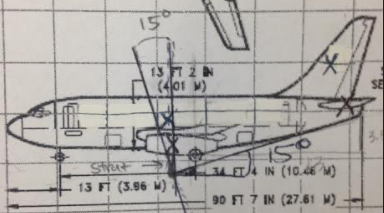 15°
13 FT 2 IN
(4.01 M)
SE
15°
strut
34 FT 4 IN (10.46 M)
13 FT (3.96 M)
90 FT 7 IN (27.61 M)